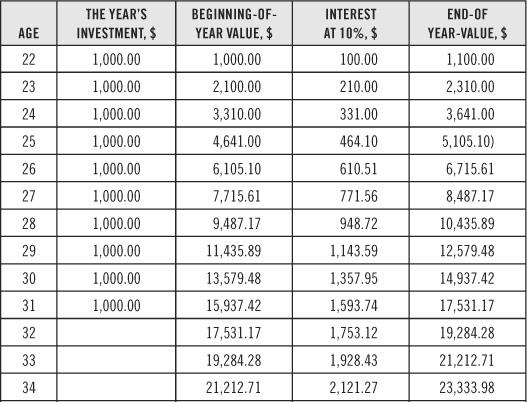 AGE THE YEAR'S INVESTMENT, $ BEGINNING-OF-YEAR VALUE, $ INTEREST AT 10%, $ END-OF YEAR-VALUE, $
22 1,000.00 1,000.00 100.00 1,100.00
23 1,000.00 2,100.00 210.00 2,310.00
24 1,000.00 3,310.00 331.00 3,641.00
25 1,000.00 4,641.00 464.10 5,105.10)
26 1,000.00 6,105.10 610.51 6,715.61
27 1,000.00 7,715.61 771.56 8,487.17
28 1,000.00 9,487.17 948.72 10,435.89
29 1,000.00 11,435.89 1,143.59 12,579.48
30 1,000.00 13,579.48 1,357.95 14,937.42
31 1,000.00 15,937.42 1,593.74 17,531.17
32 17,531.17 1,753.12 19,284.28
33 19,284.28 1,928.43 21,212.71
34 21,212.71 2,121.27 23,333.98